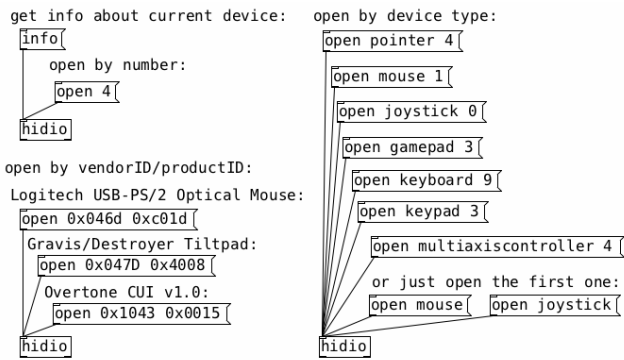 get info about current device:
info
open by number:
open 4
hidio
open by vendorID/productID:
Logitech USB-PS/2 Optical Mouse:
open 0x046d 0xc01d
Gravis/Destroyer Tiltpad:
open 0x047D 0x4008
Overtone CUI v1.0:
open 0x1043 0x0015
hidio
open by device type:
open pointer 4
open mouse 1
open joystick 0
open gamepad 3
open keyboard 9
open keypad 3
open multiaxiscontroller 4
or just open the first one:
open mouse open joystick
hidio